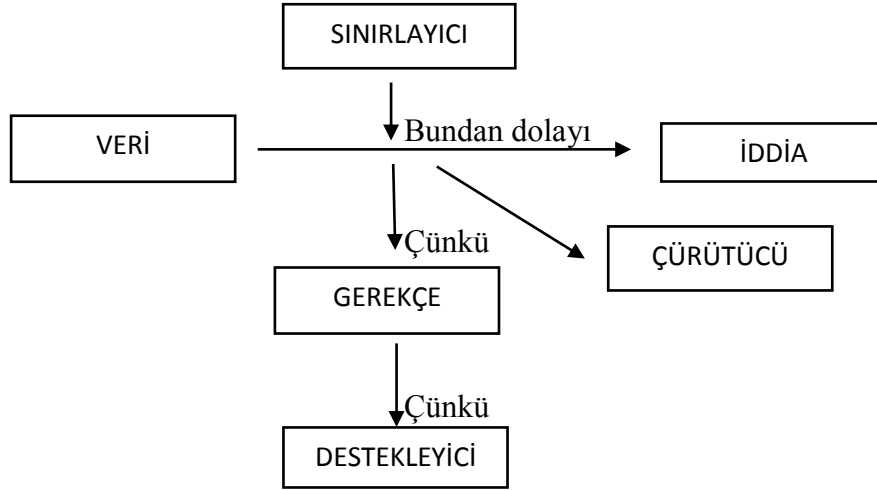 SINIRLAYICI
Bundan dolayı
VERİ
İDDİA
Çünkü
ÇÜRÜTÜCÜ
GEREKÇE
Çünkü
DESTEKLEYİCİ